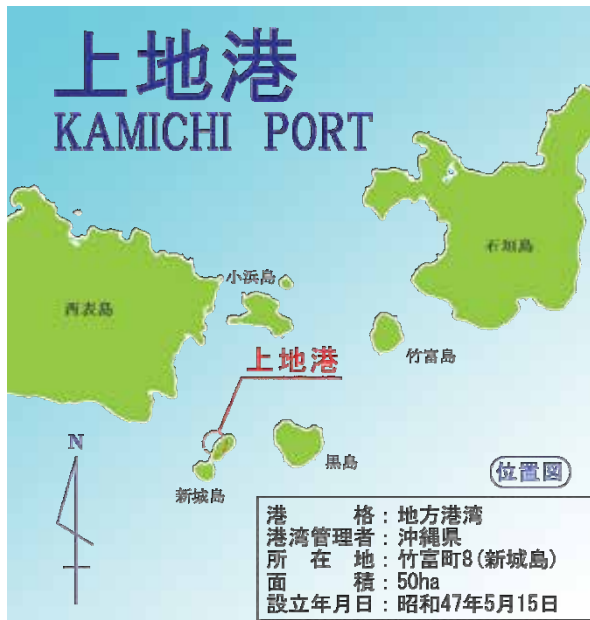 上地港
KAMICHI PORT
石垣島
小浜島
西表島
竹富島
上地港
N
黒島
新城島
位置図
港格：地方港湾
港湾管理者：沖縄県
所在地：竹富町8(新城島)
面積：50ha
設立年月日：昭和47年5月15日